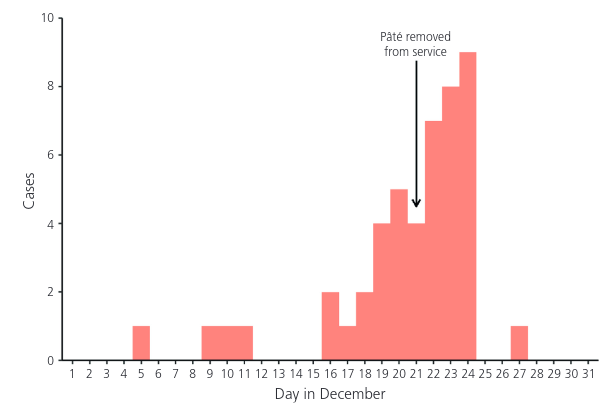 10
Pâté removed
from service
8
6
Cases
4
2
0
1 2 3 4 5 6 7 8 9 10 11 12 13 14 15 16 17 18 19 20 21 22 23 24 25 26 27 28 29 30 31
Day in December